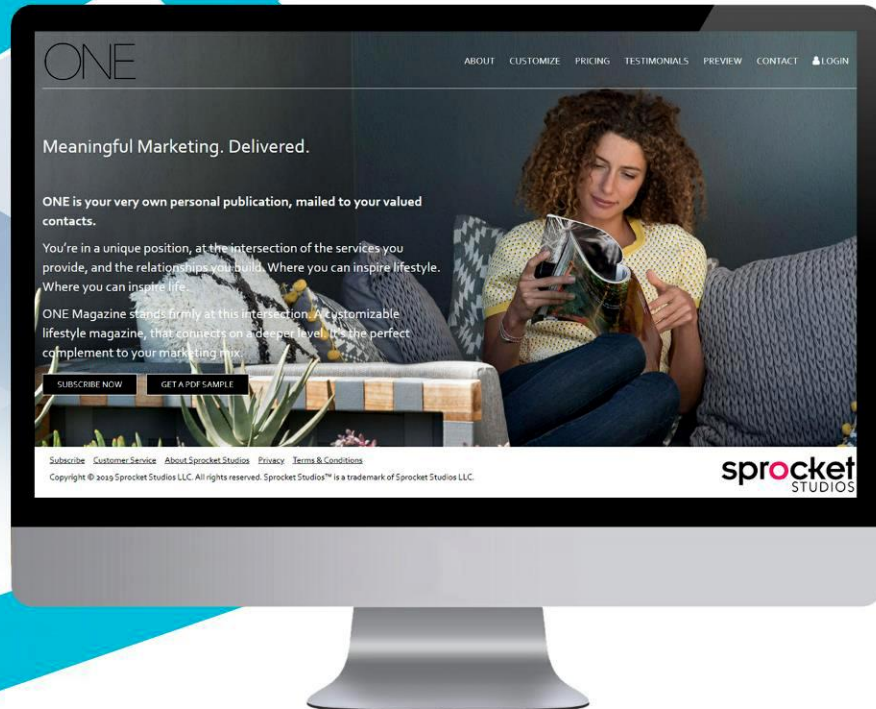 ONE
ABOUT CUSTOMIZE PRICING TESTIMONIALS PREVIEW CONTACT LOGIN
Meaningful Marketing. Delivered.
ONE is your very own personal publication, mailed to your valued
contacts.
You're in a unique position, at the intersection of the services you
provide, and the relationships you build. Where you can inspire lifestyle.
Where you can inspire life.
ONE Magazine stands firmly at this intersection. A customizable
lifestyle magazine, that connects on a deeper level. It's the perfect
complement to your marketing mix.
SUBSCRIBE NOW GET A PDF SAMPLE
Subscribe Customer Service About Sprocket Studios Privacy Terms & Conditions
Copyright © 2019 Sprocket Studios LLC. All rights reserved. Sprocket Studios™ is a trademark of Sprocket Studios LLC.
sprocket
STUDIOS